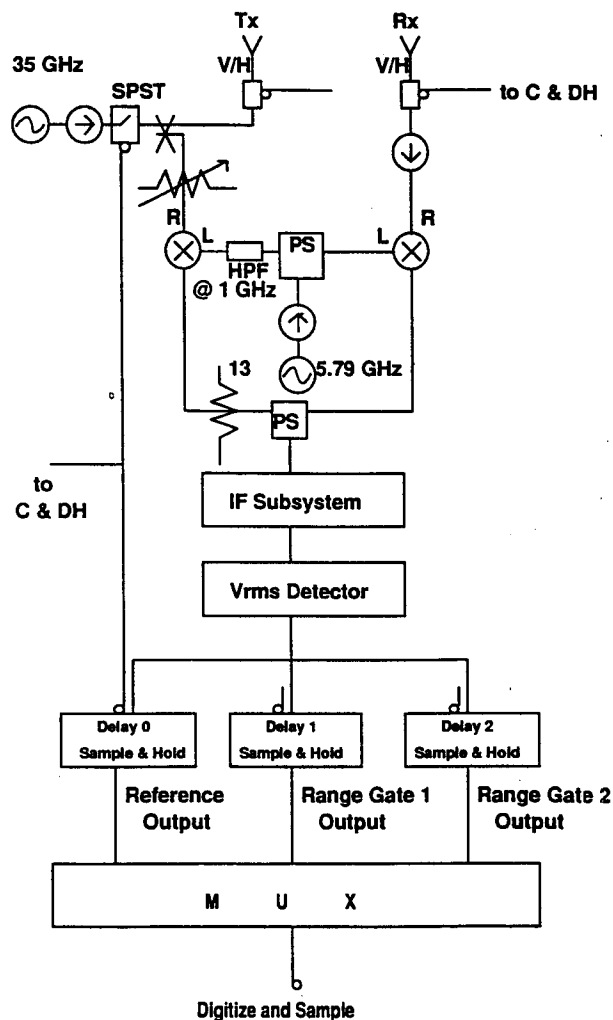 Tx
Rx
35 GHz
V/H
V/H
SPST
to C & DH
R
L
PS
L
R
HPF
@ 1 GHz
13
5.79 GHz
PS
to
C & DH
IF Subsystem
Vrms Detector
Delay 0
Sample & Hold
Delay 1
Sample & Hold
Delay 2
Sample & Hold
Reference
Output
Range Gate 1
Output
Range Gate 2
Output
M U X
Digitize and Sample